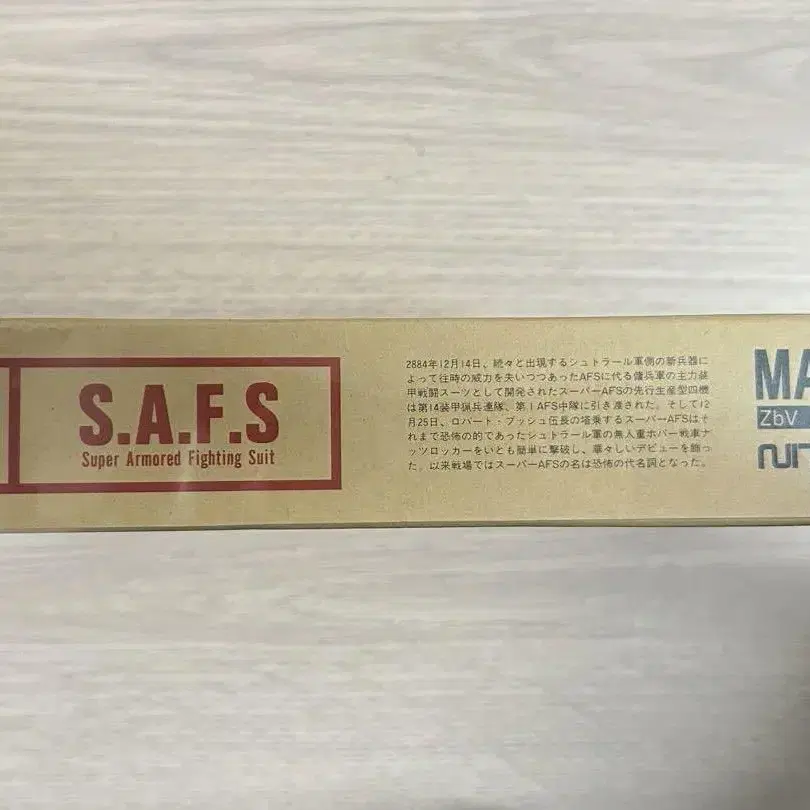 S.A.F.S
Super Armored Fighting Suit
2884年12月14日、続々と出現するシュトラール軍側の新兵器に
よって往時の威力を失いつつあったAFSに代る傭兵軍の主力装
甲戦闘スーツとして開発されたスーパーAFSの先行生産型四機
は第14装甲猟兵連隊、第1AFS中隊に引き渡された。そして12
月25日、ロバート・ブッシュ伍長の塔乗するスーパーAFSはそ
れまで恐怖の的であったシュトラール軍の無人重ホバー戦車ナ
ッツロッカーをいとも簡単に撃破し、華々しいデビューを飾っ
た。以来戦場ではスーパーAFSの名は恐怖の代名詞となった。
MA
ZbV